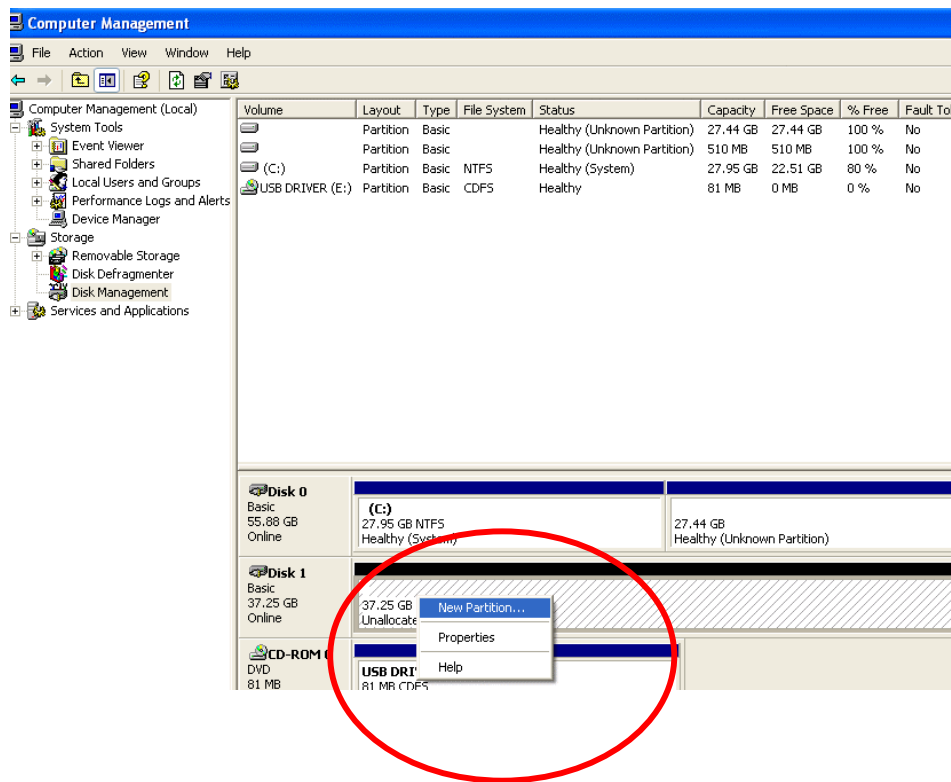 Computer Management
File Action View Window Help
Computer Management (Local)
System Tools
Event Viewer
Shared Folders
Local Users and Groups
Performance Logs and Alerts
Device Manager
Storage
Removable Storage
Disk Defragmenter
Disk Management
Services and Applications
Volume Layout Type File System Status Capacity Free Space % Free Fault Tol
Partition Basic Healthy (Unknown Partition) 27.44 GB 27.44 GB 100 % No
Partition Basic Healthy (Unknown Partition) 510 MB 510 MB 100 % No
(C:) Partition Basic NTFS Healthy (System) 27.95 GB 22.51 GB 80 % No
USB DRIVER (E:) Partition Basic CDFS Healthy 81 MB 0 MB 0 % No
Disk 0
Basic
55.88 GB
Online
(C:)
27.95 GB NTFS
Healthy (System)
27.44 GB
Healthy (Unknown Partition)
Disk 1
Basic
37.25 GB
Online
37.25 GB
Unallocate
New Partition...
Properties
Help
CD-ROM 0
DVD
81 MB
USB DRI
81 MB CDFS